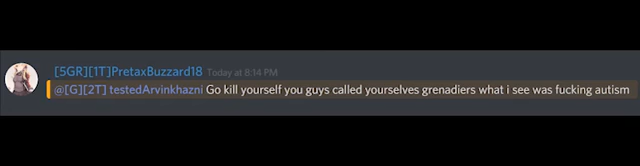 [5GR][1T]PretaxBuzzard18 Today at 8:14 PM
@[G][2T] testedArvinkhazni Go kill yourself you guys called yourselves grenadiers what i see was fucking autism